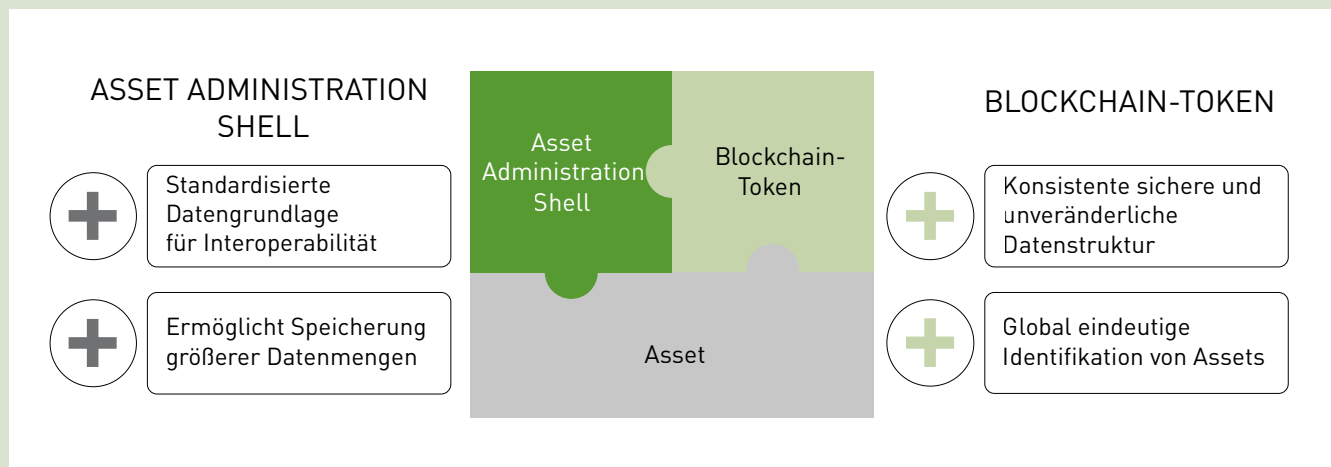 ASSET ADMINISTRATION
SHELL
Standardisierte
Datengrundlage
für Interoperabilität
Ermöglicht Speicherung
größerer Datenmengen
Asset
Administration
Shell
Blockchain-
Token
Asset
BLOCKCHAIN-TOKEN
Konsistente sichere und
unveränderliche
Datenstruktur
Global eindeutige
Identifikation von Assets